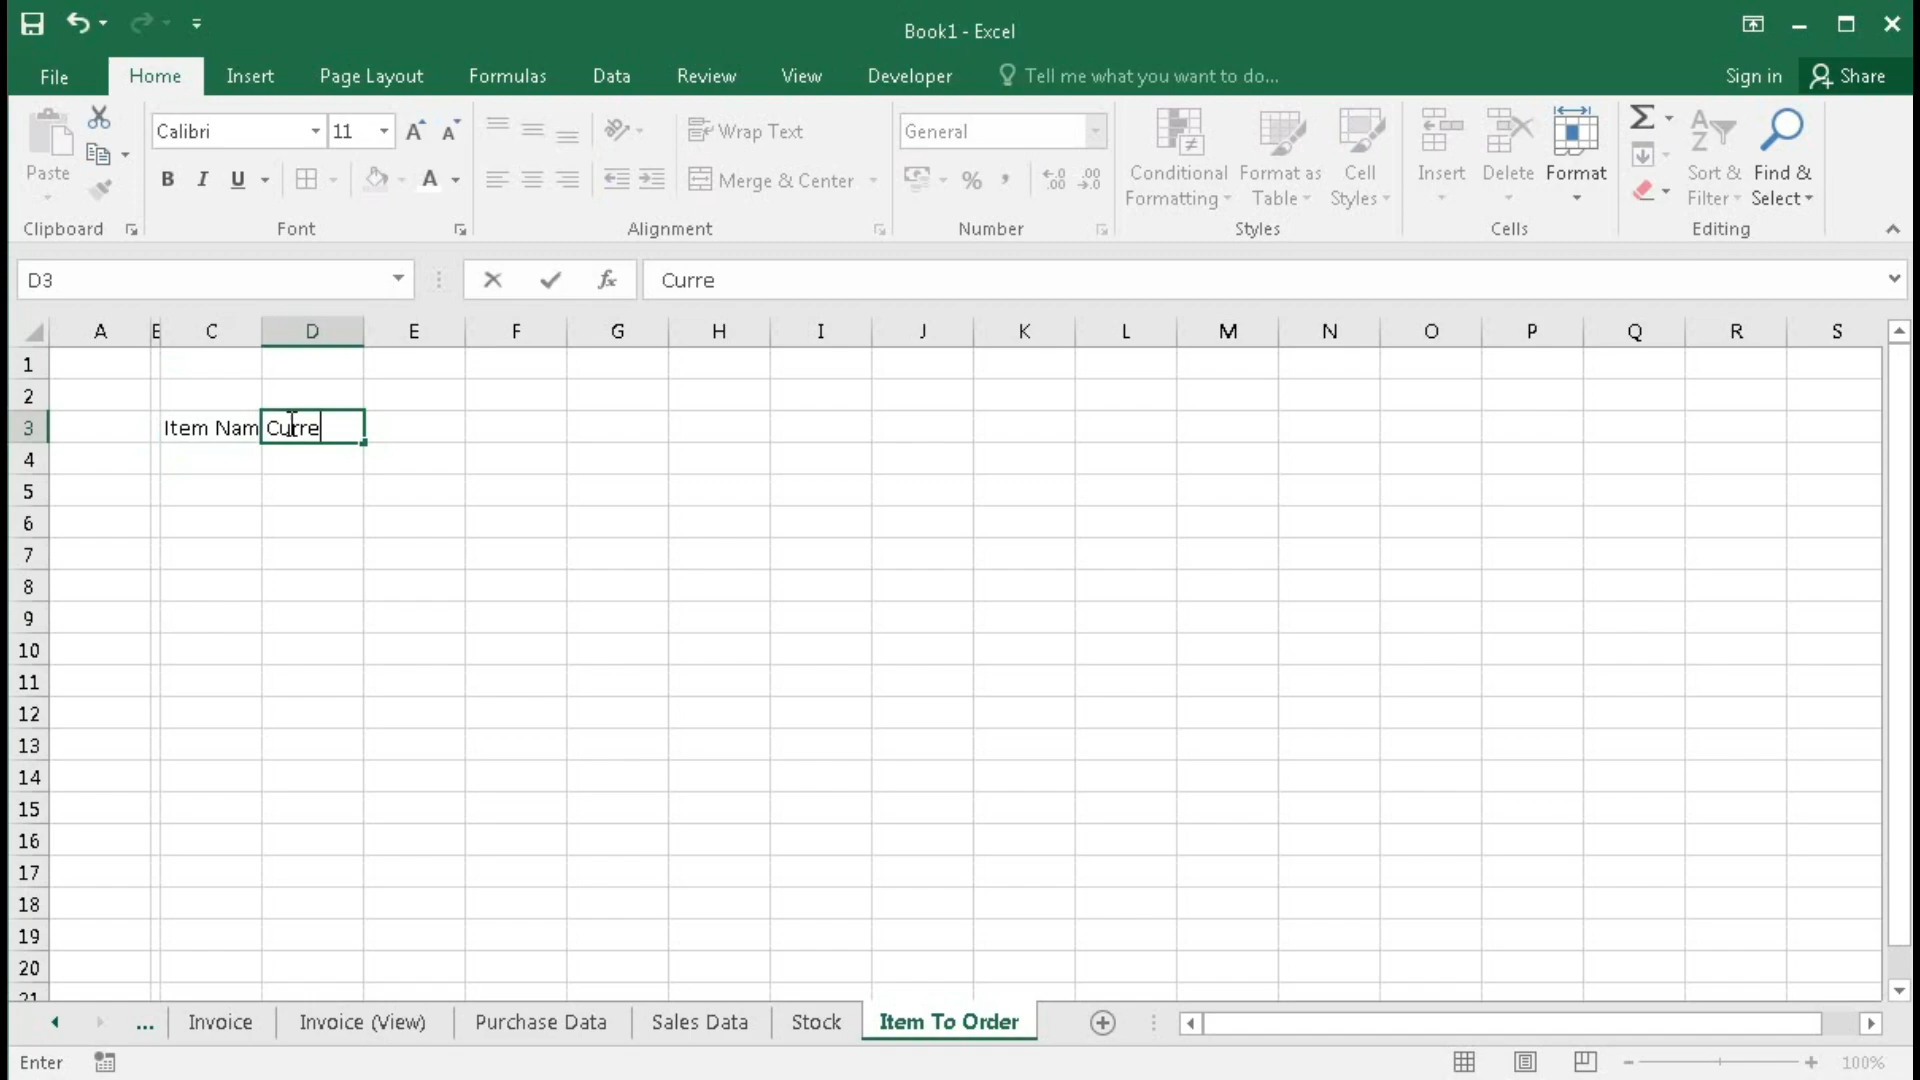 Book1 - Excel
File Home Insert Page Layout Formulas Data Review View Developer Tell me what you want to do... Sign in Share
Paste
Calibri 11
B I U A
Wrap Text
Merge & Center
General
%
Conditional Formatting
Format as Table
Cell Styles
Insert
Delete
Format
Sort & Filter
Find & Select
Clipboard Font Alignment Number Styles Cells Editing
D3 fx Curre
A B C D E F G H I J K L M N O P Q R S
1
2
3 Item Nam Curre
4
5
6
7
8
9
10
11
12
13
14
15
16
17
18
19
20
21
... Invoice Invoice (View) Purchase Data Sales Data Stock Item To Order
Enter 100%